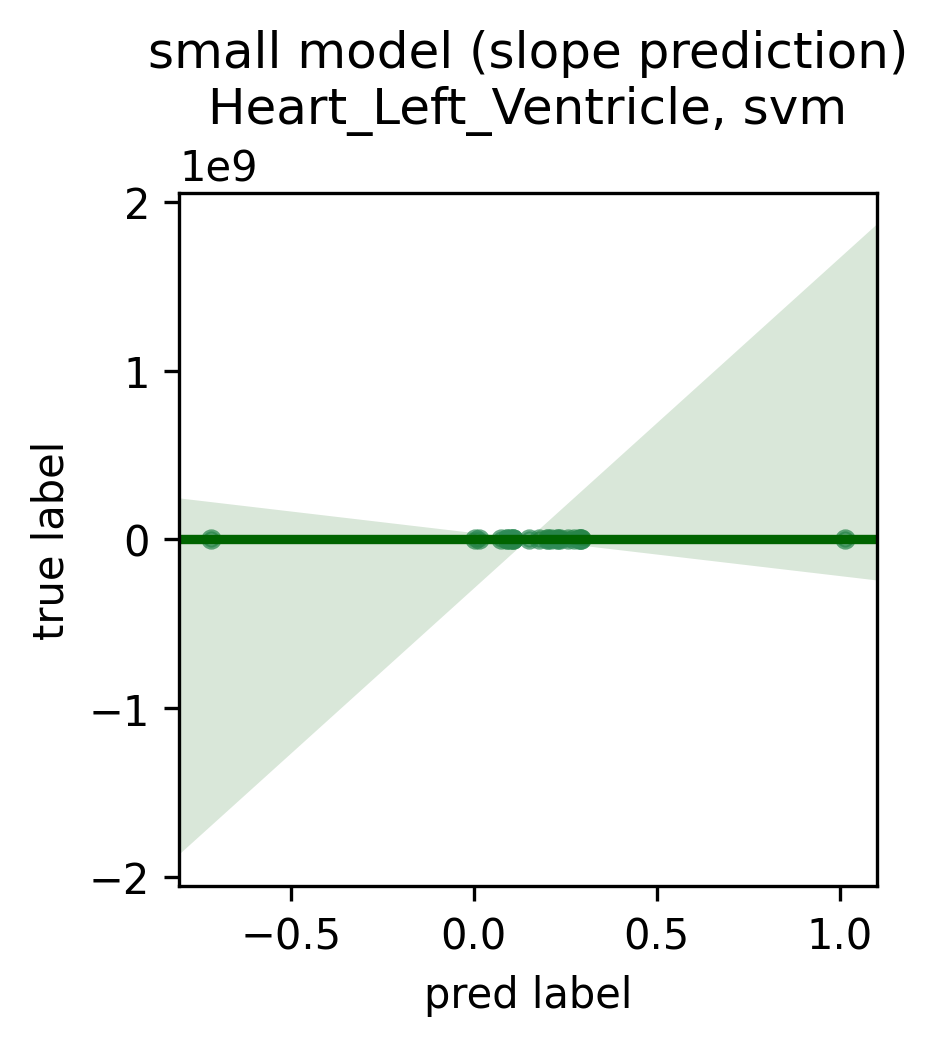 small model (slope prediction)
Heart_Left_Ventricle, svm
1e9
2
1
0
−1
−2
true label
−0.5 0.0 0.5 1.0
pred label